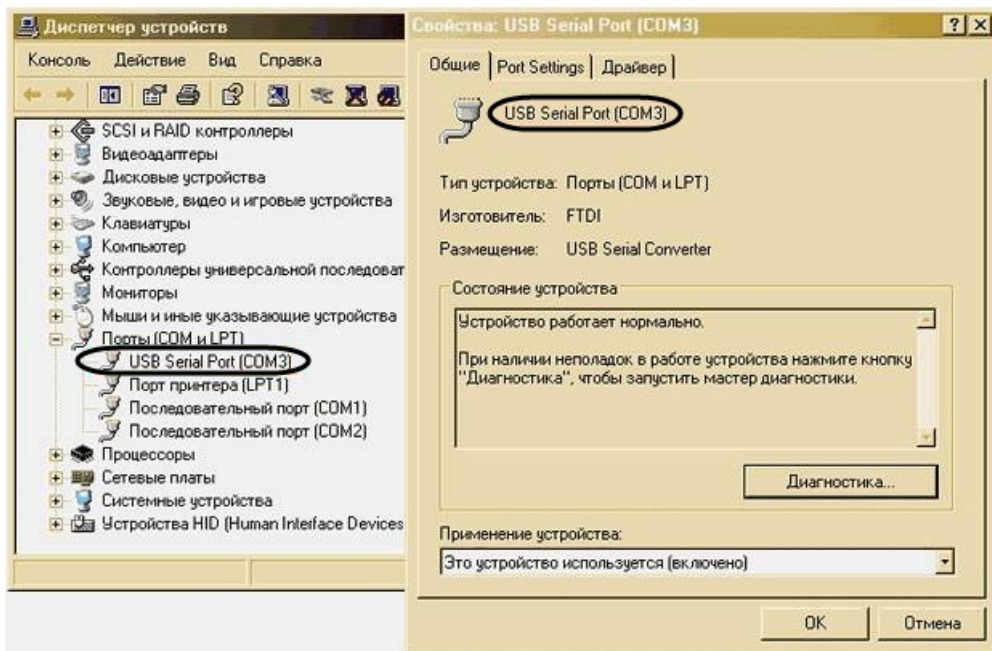 Диспетчер устройств
Консоль Действие Вид Справка
SCSI и RAID контроллеры
Видеоадаптеры
Дисковые устройства
Звуковые, видео и игровые устройства
Клавиатуры
Компьютер
Контроллеры универсальной последоват
Мониторы
Мыши и иные указывающие устройства
Порты (COM и LPT)
USB Serial Port (COM3)
Порт принтера (LPT1)
Последовательный порт (COM1)
Последовательный порт (COM2)
Процессоры
Сетевые платы
Системные устройства
Устройства HID (Human Interface Devices
Свойства: USB Serial Port (COM3)
Общие Port Settings Драйвер
USB Serial Port (COM3)
Тип устройства: Порты (COM и LPT)
Изготовитель: FTDI
Размещение: USB Serial Converter
Состояние устройства
Устройство работает нормально.
При наличии неполадок в работе устройства нажмите кнопку
"Диагностика", чтобы запустить мастер диагностики.
Диагностика...
Применение устройства:
Это устройство используется (включено)
OK Отмена